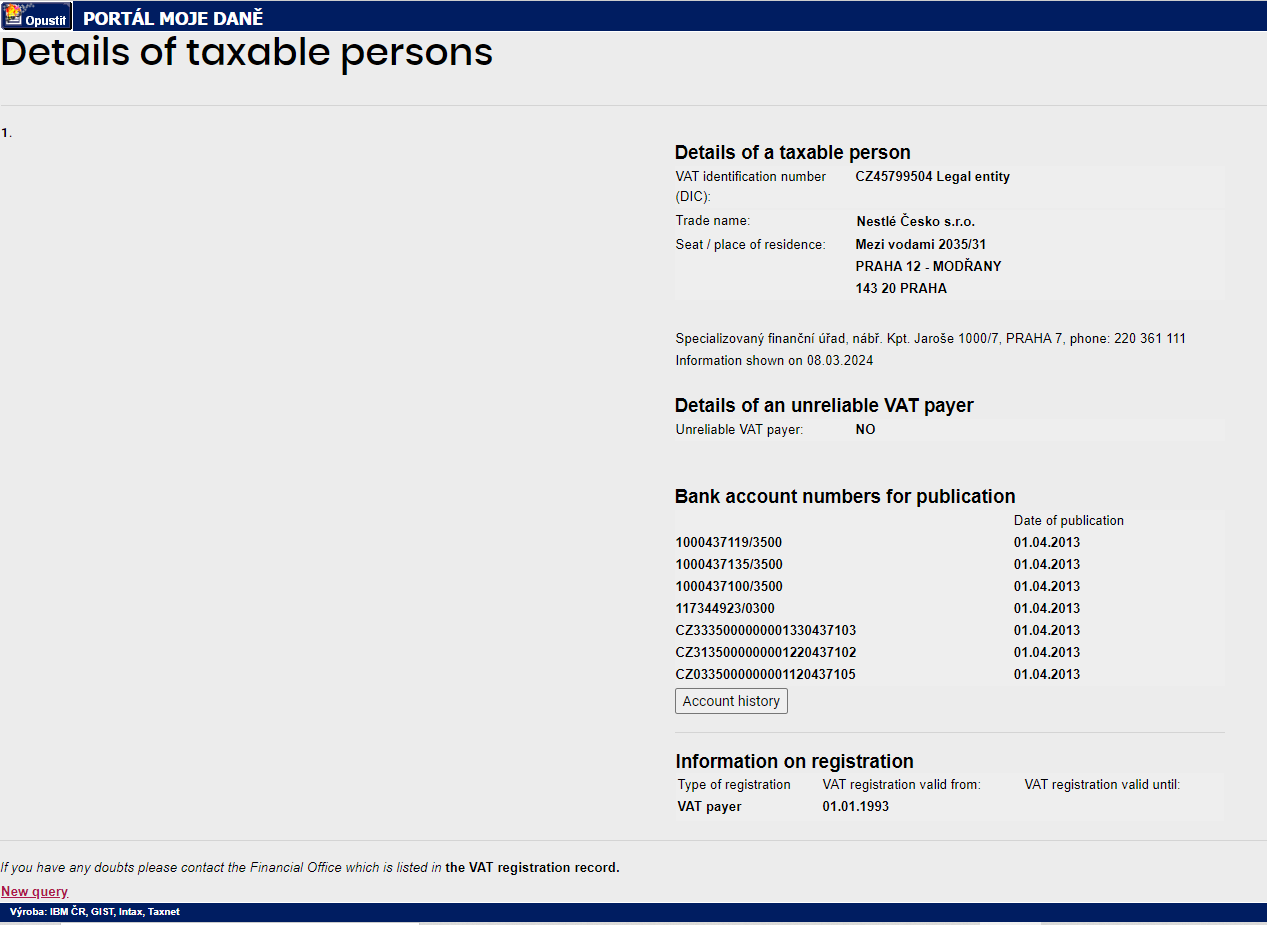 Opustit PORTÁL MOJE DANĚ
Details of taxable persons
1.
Details of a taxable person
VAT identification number CZ45799504 Legal entity
(DIC):
Trade name: Nestlé Česko s.r.o.
Seat / place of residence: Mezi vodami 2035/31
PRAHA 12 - MODŘANY
143 20 PRAHA
Specializovaný finanční úřad, nábř. Kpt. Jaroše 1000/7, PRAHA 7, phone: 220 361 111
Information shown on 08.03.2024
Details of an unreliable VAT payer
Unreliable VAT payer: NO
Bank account numbers for publication
Date of publication
1000437119/3500 01.04.2013
1000437135/3500 01.04.2013
1000437100/3500 01.04.2013
117344923/0300 01.04.2013
CZ3335000000001330437103 01.04.2013
CZ3135000000001220437102 01.04.2013
CZ0335000000001120437105 01.04.2013
Account history
Information on registration
Type of registration VAT registration valid from: VAT registration valid until:
VAT payer 01.01.1993
If you have any doubts please contact the Financial Office which is listed in the VAT registration record.
New query
Výroba: IBM ČR, GIST, Intax, Taxnet